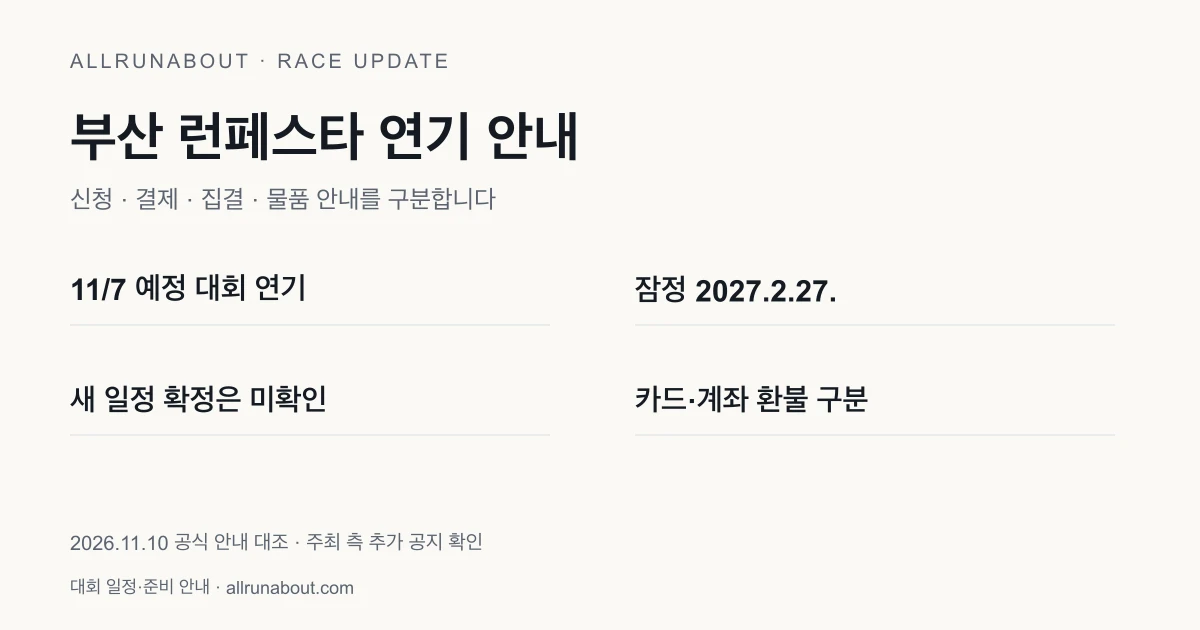 ALLRUNABOUT · RACE UPDATE
부산 런페스타 연기 안내
신청 · 결제 · 집결 · 물품 안내를 구분합니다
11/7 예정 대회 연기
잠정 2027.2.27.
새 일정 확정은 미확인
카드·계좌 환불 구분
2026.11.10 공식 안내 대조 · 주최 측 추가 공지 확인
대회 일정·준비 안내 · allrunabout.com